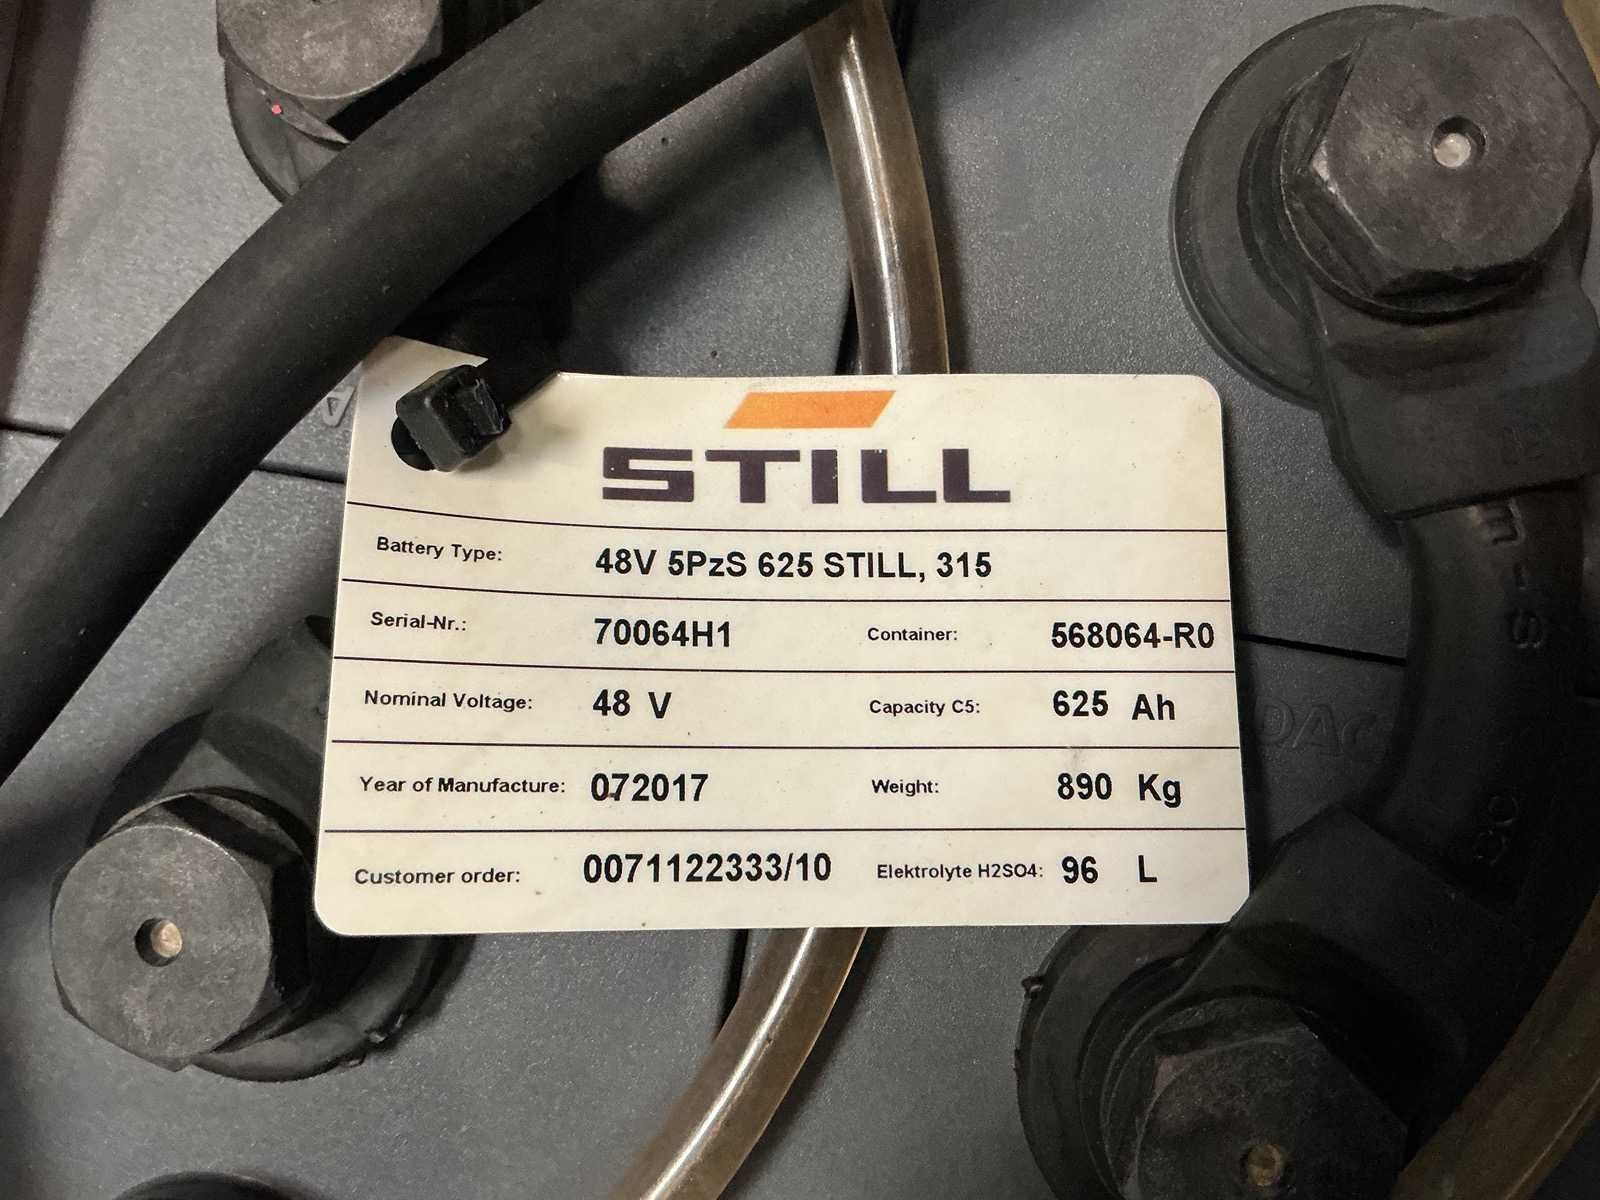 STILL
Battery Type: 48V 5PzS 625 STILL, 315
Serial-Nr.: 70064H1 Container: 568064-R0
Nominal Voltage: 48 V Capacity C5: 625 Ah
Year of Manufacture: 072017 Weight: 890 Kg
Customer order: 0071122333/10 Elektrolyte H2SO4: 96 L